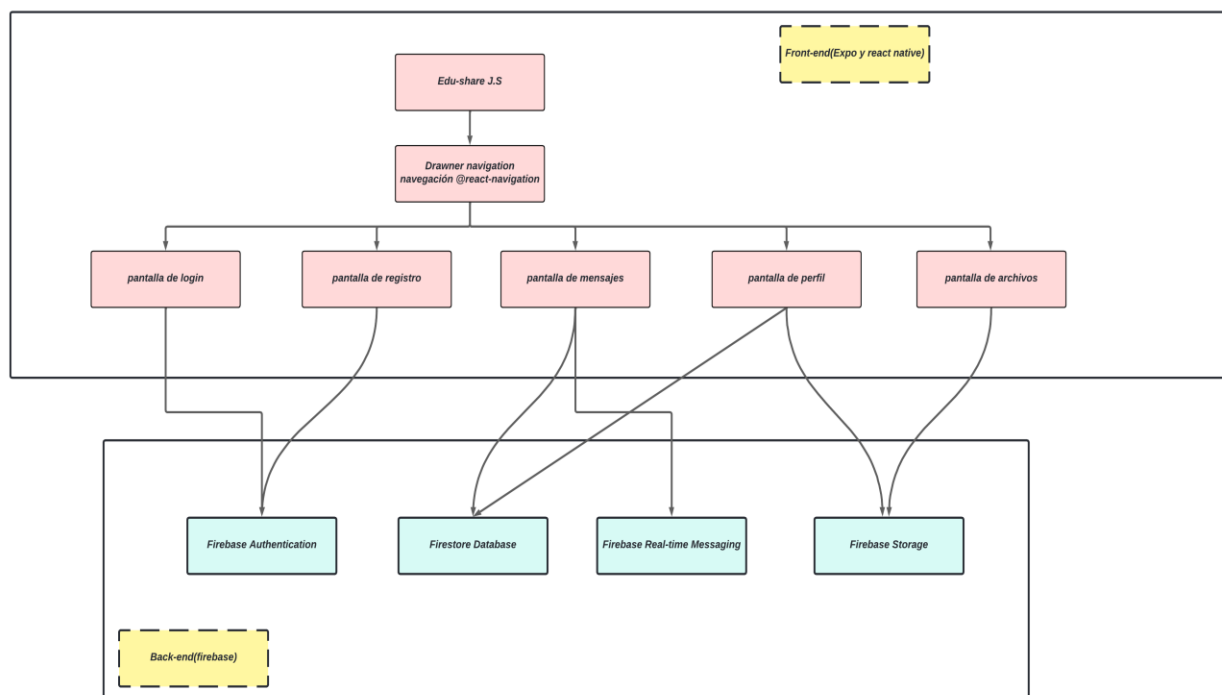 Front-end(Expo y react native)
Edu-share J.S
Drawner navigation
navegación @react-navigation
pantalla de login
pantalla de registro
pantalla de mensajes
pantalla de perfil
pantalla de archivos
Firebase Authentication
Firestore Database
Firebase Real-time Messaging
Firebase Storage
Back-end(firebase)